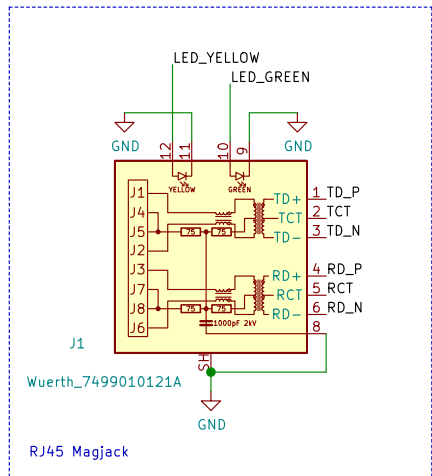 LED_YELLOW
LED_GREEN
GND
12
11
10
9
GND
YELLOW
GREEN
J1
J4
J5
J2
J3
J7
J8
J6
75
75
75
75
1000pF 2kV
TD+
TCT
TD-
RD+
RCT
RD-
1 TD_P
2 TCT
3 TD_N
4 RD_P
5 RCT
6 RD_N
8
J1
SH
Wuerth_7499010121A
GND
RJ45 Magjack